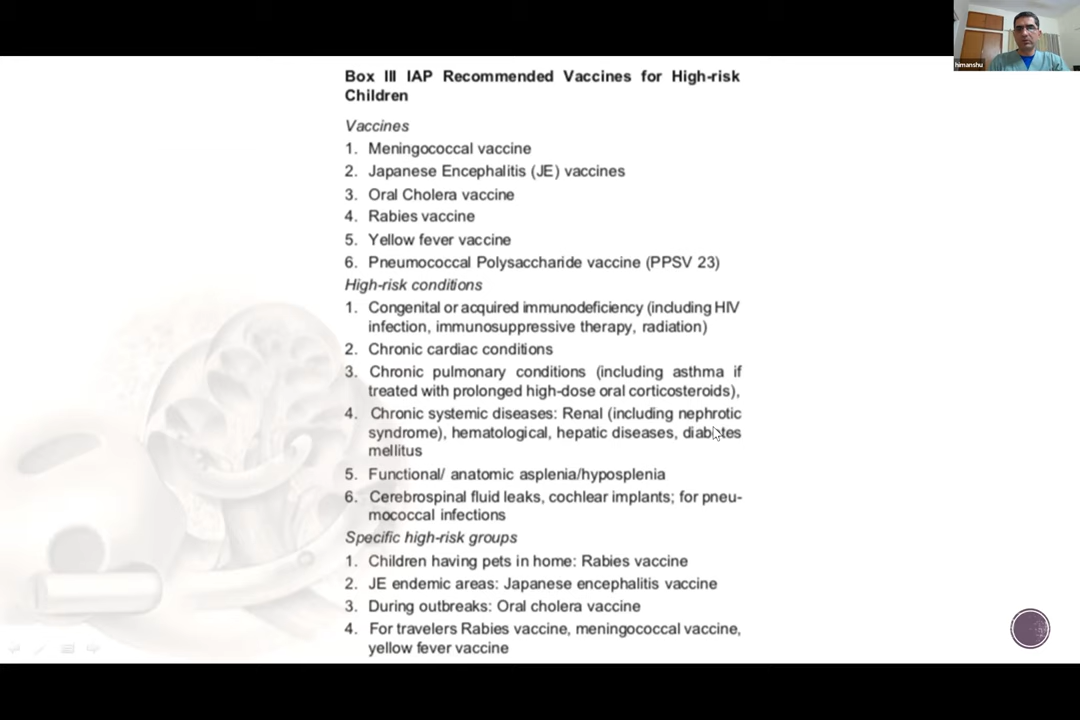 himanshu
Box III IAP Recommended Vaccines for High-risk
Children
Vaccines
1. Meningococcal vaccine
2. Japanese Encephalitis (JE) vaccines
3. Oral Cholera vaccine
4. Rabies vaccine
5. Yellow fever vaccine
6. Pneumococcal Polysaccharide vaccine (PPSV 23)
High-risk conditions
1. Congenital or acquired immunodeficiency (including HIV
infection, immunosuppressive therapy, radiation)
2. Chronic cardiac conditions
3. Chronic pulmonary conditions (including asthma if
treated with prolonged high-dose oral corticosteroids),
4. Chronic systemic diseases: Renal (including nephrotic
syndrome), hematological, hepatic diseases, diabetes
mellitus
5. Functional/ anatomic asplenia/hyposplenia
6. Cerebrospinal fluid leaks, cochlear implants; for pneu-
mococcal infections
Specific high-risk groups
1. Children having pets in home: Rabies vaccine
2. JE endemic areas: Japanese encephalitis vaccine
3. During outbreaks: Oral cholera vaccine
4. For travelers Rabies vaccine, meningococcal vaccine,
yellow fever vaccine